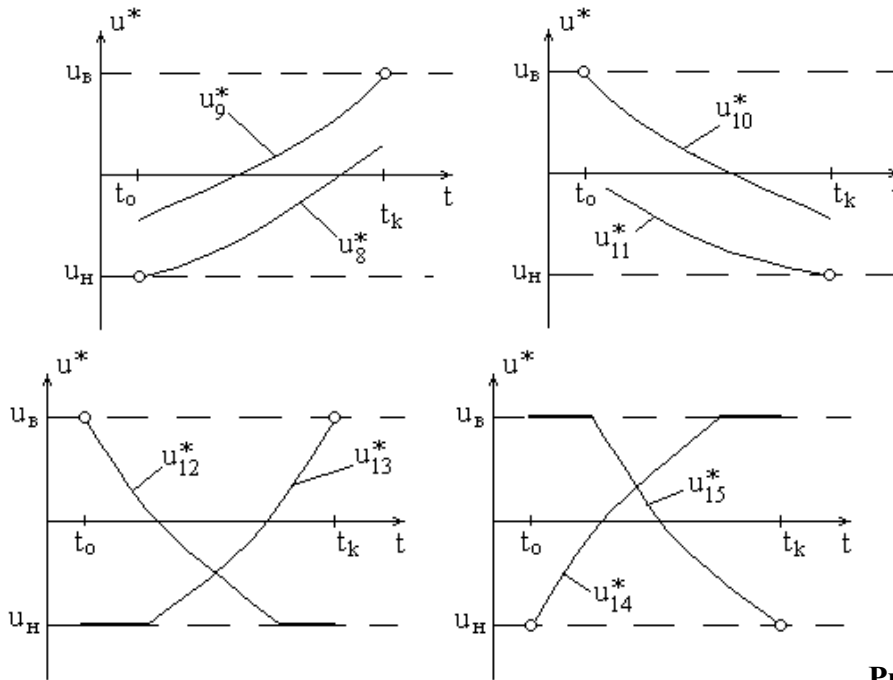 u*
u_в
u*_9
t_o
t
t_k
u*_8
u_н
u*
u_в
u*_10
t_o
t_k
t
u*_11
u_н
u*
u_в
u*_12
u*_13
t_o
t_k
t
u_н
u*
u_в
u*_15
t_o
t_k
t
u*_14
u_н